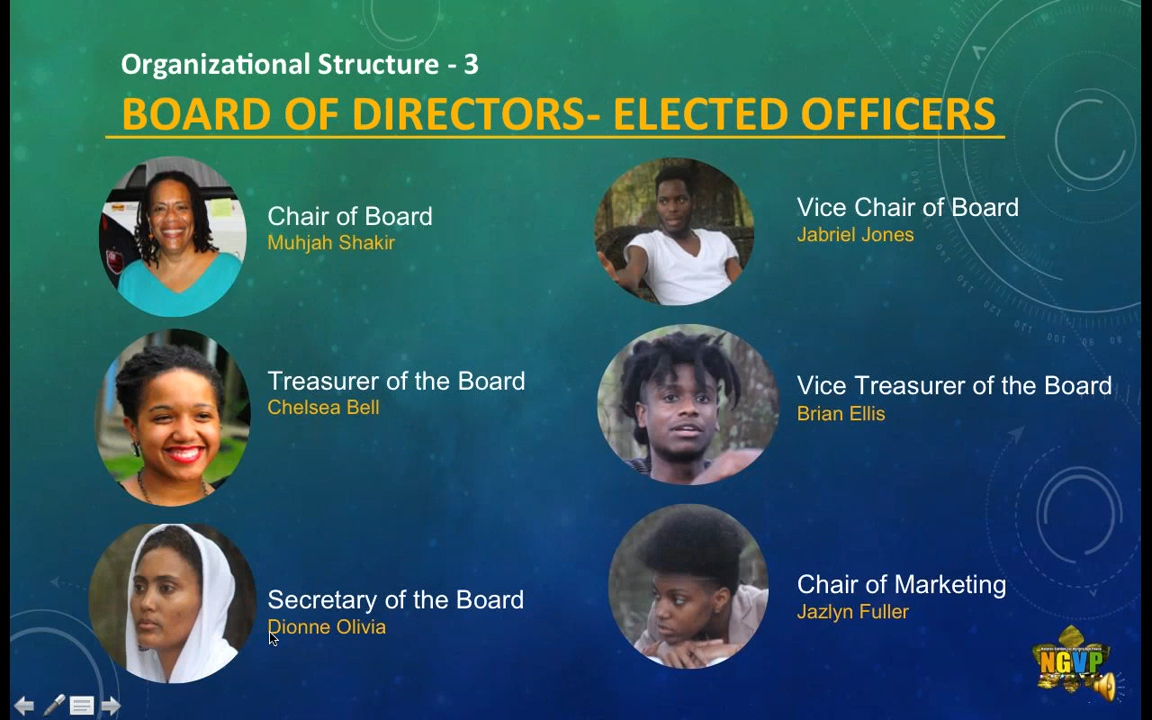 Organizational Structure - 3
BOARD OF DIRECTORS- ELECTED OFFICERS
Chair of Board
Muhjah Shakir
Vice Chair of Board
Jabriel Jones
Treasurer of the Board
Chelsea Bell
Vice Treasurer of the Board
Brian Ellis
Secretary of the Board
Dionne Olivia
Chair of Marketing
Jazlyn Fuller
NGVP